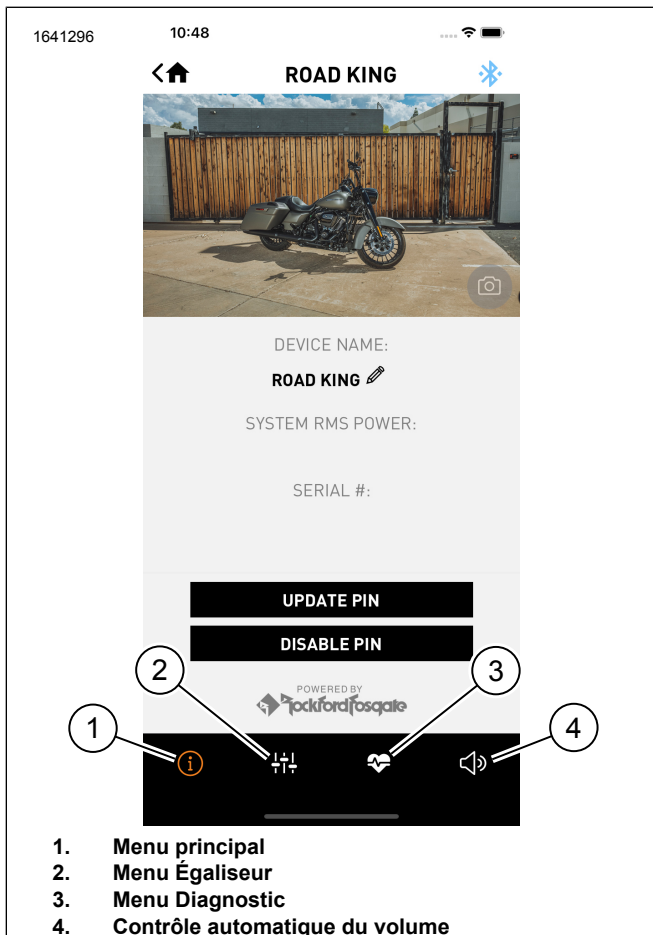 1641296
10:48
ROAD KING
DEVICE NAME:
ROAD KING
SYSTEM RMS POWER:
SERIAL #:
UPDATE PIN
DISABLE PIN
POWERED BY
Rockford Fosgate
2
3
1
4
1. Menu principal
2. Menu Égaliseur
3. Menu Diagnostic
4. Contrôle automatique du volume